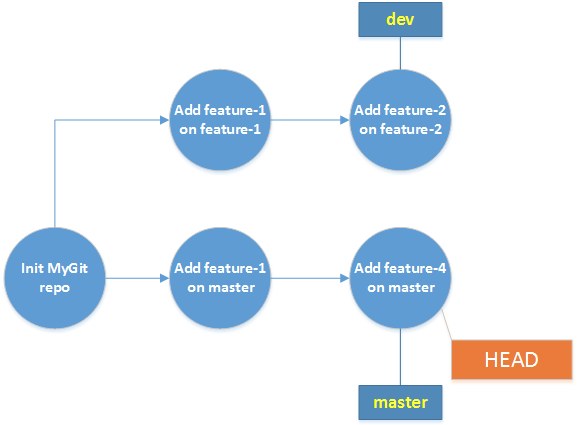 dev
Add feature-1
on feature-1
Add feature-2
on feature-2
Init MyGit
repo
Add feature-1
on master
Add feature-4
on master
HEAD
master